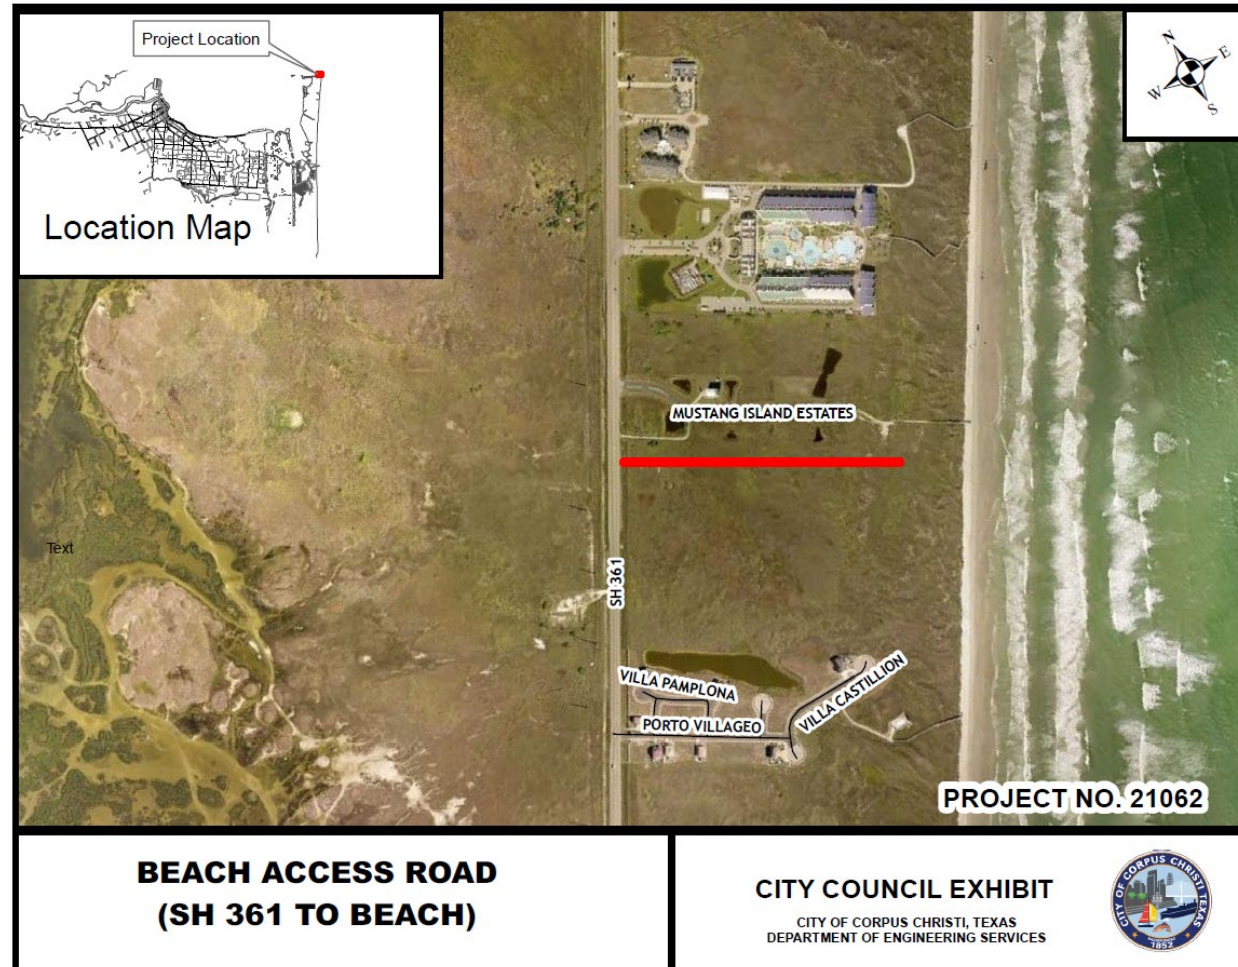 Project Location
Location Map
N
E
W
S
MUSTANG ISLAND ESTATES
Text
SH 361
VILLA PAMPLONA
VILLA CASTILLION
PORTO VILLAGEO
PROJECT NO. 21062
BEACH ACCESS ROAD
(SH 361 TO BEACH)
CITY COUNCIL EXHIBIT
CITY OF CORPUS CHRISTI, TEXAS
DEPARTMENT OF ENGINEERING SERVICES
CITY OF CORPUS CHRISTI TEXAS
1852